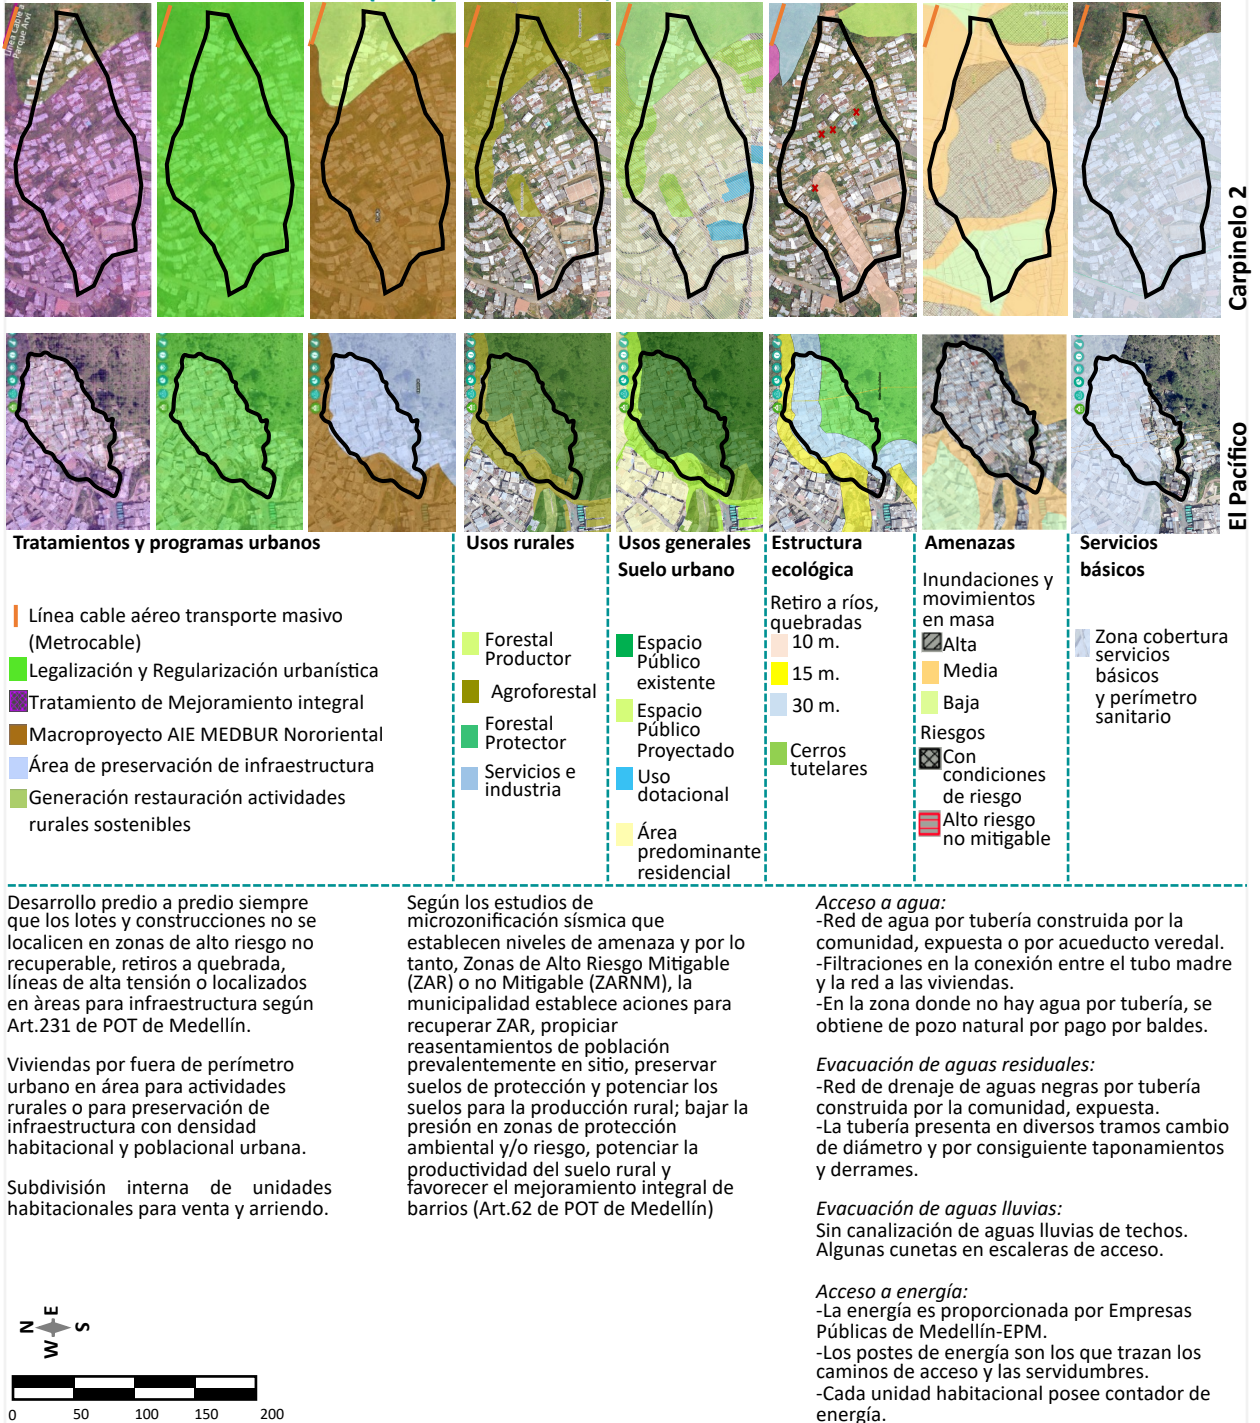 Línea Cable a
Parque Arví
Carpinelo 2
El Pacífico
Tratamientos y programas urbanos
Línea cable aéreo transporte masivo
(Metrocable)
Legalización y Regularización urbanística
Tratamiento de Mejoramiento integral
Macroproyecto AIE MEDBUR Nororiental
Área de preservación de infraestructura
Generación restauración actividades
rurales sostenibles
Usos rurales
Forestal
Productor
Agroforestal
Forestal
Protector
Servicios e
industria
Usos generales
Suelo urbano
Espacio
Público
existente
Espacio
Público
Proyectado
Uso
dotacional
Área
predominante
residencial
Estructura
ecológica
Retiro a ríos,
quebradas
10 m.
15 m.
30 m.
Cerros
tutelares
Amenazas
Inundaciones y
movimientos
en masa
Alta
Media
Baja
Riesgos
Con
condiciones
de riesgo
Alto riesgo
no mitigable
Servicios
básicos
Zona cobertura
servicios
básicos
y perímetro
sanitario
Desarrollo predio a predio siempre
que los lotes y construcciones no se
localicen en zonas de alto riesgo no
recuperable, retiros a quebrada,
líneas de alta tensión o localizados
en àreas para infraestructura según
Art.231 de POT de Medellín.
Viviendas por fuera de perímetro
urbano en área para actividades
rurales o para preservación de
infraestructura con densidad
habitacional y poblacional urbana.
Subdivisión interna de unidades
habitacionales para venta y arriendo.
Según los estudios de
microzonificación sísmica que
establecen niveles de amenaza y por lo
tanto, Zonas de Alto Riesgo Mitigable
(ZAR) o no Mitigable (ZARNM), la
municipalidad establece aciones para
recuperar ZAR, propiciar
reasentamientos de población
prevalentemente en sitio, preservar
suelos de protección y potenciar los
suelos para la producción rural; bajar la
presión en zonas de protección
ambiental y/o riesgo, potenciar la
productividad del suelo rural y
favorecer el mejoramiento integral de
barrios (Art.62 de POT de Medellín)
Acceso a agua:
-Red de agua por tubería construida por la
comunidad, expuesta o por acueducto veredal.
-Filtraciones en la conexión entre el tubo madre
y la red a las viviendas.
-En la zona donde no hay agua por tubería, se
obtiene de pozo natural por pago por baldes.
Evacuación de aguas residuales:
-Red de drenaje de aguas negras por tubería
construida por la comunidad, expuesta.
-La tubería presenta en diversos tramos cambio
de diámetro y por consiguiente taponamientos
y derrames.
Evacuación de aguas lluvias:
Sin canalización de aguas lluvias de techos.
Algunas cunetas en escaleras de acceso.
Acceso a energía:
-La energía es proporcionada por Empresas
Públicas de Medellín-EPM.
-Los postes de energía son los que trazan los
caminos de acceso y las servidumbres.
-Cada unidad habitacional posee contador de
energía.
N E
W S
0 50 100 150 200